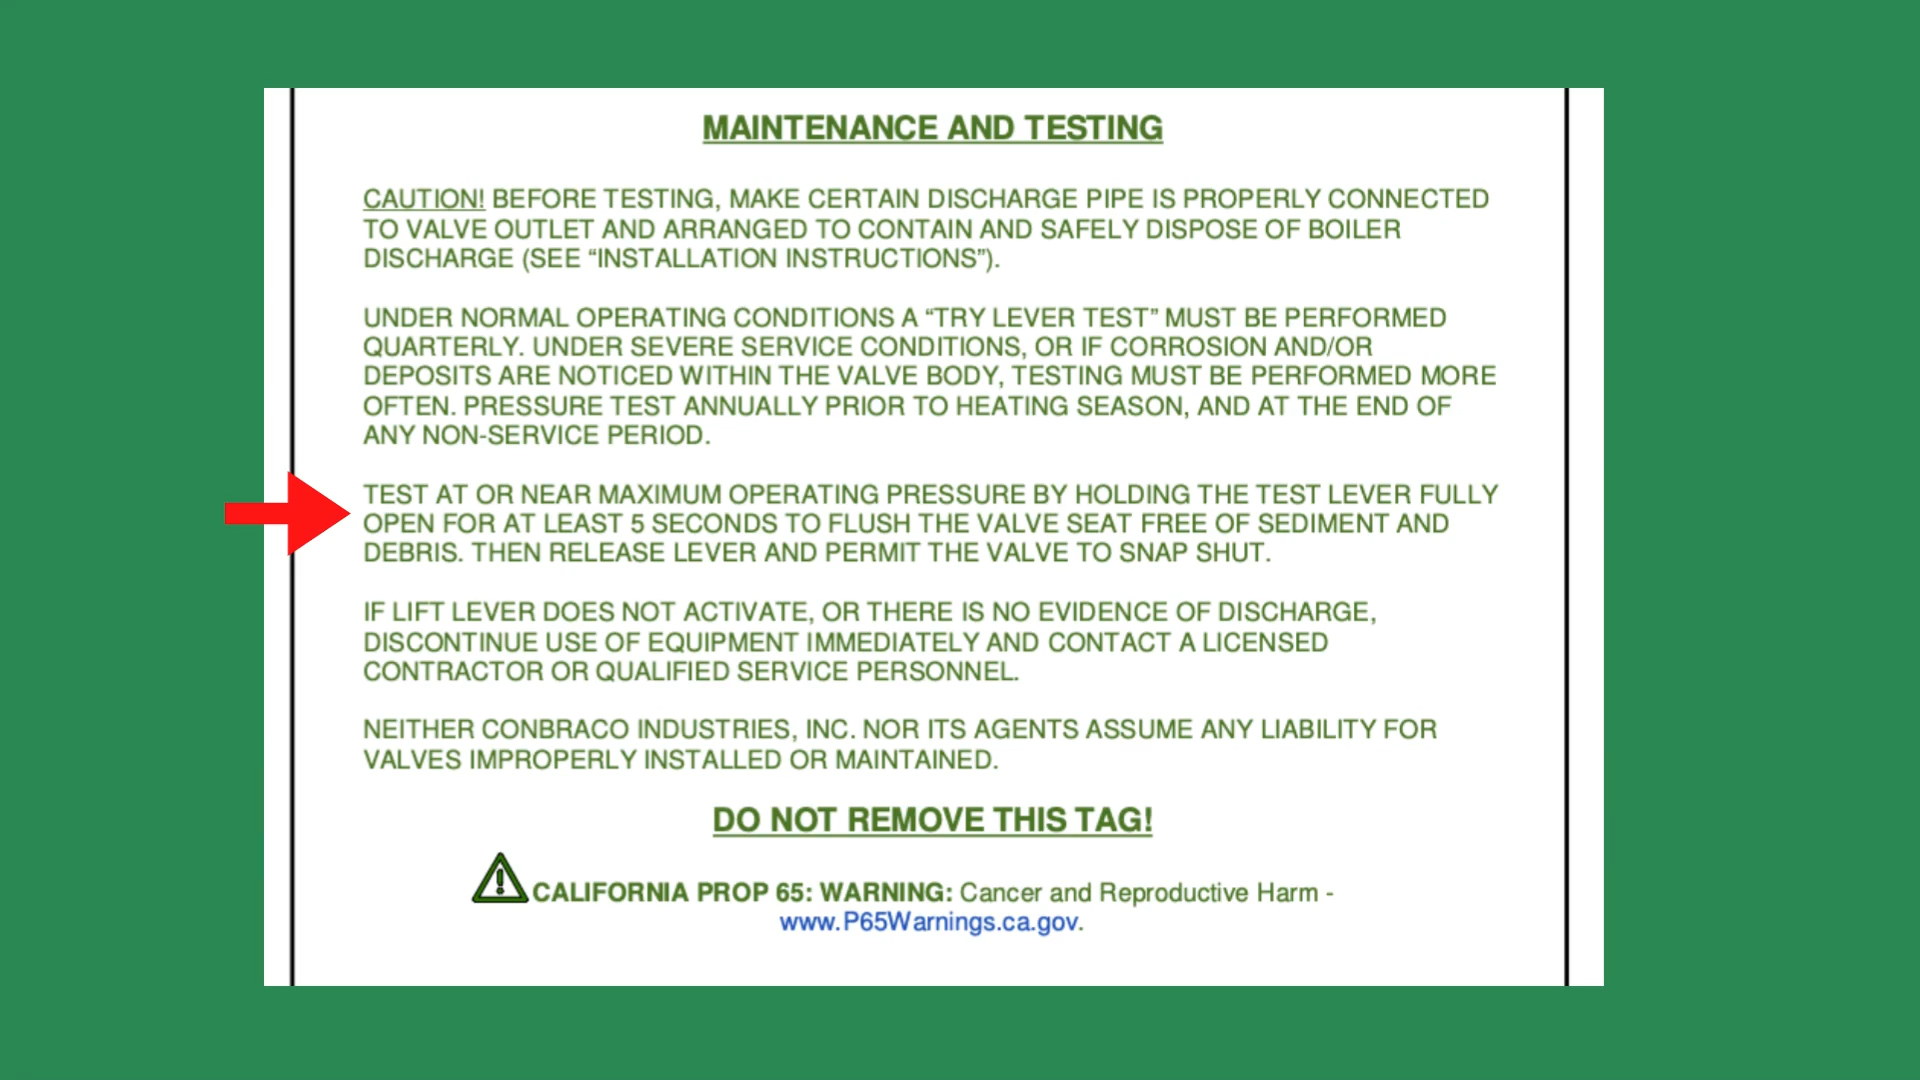 MAINTENANCE AND TESTING
CAUTION! BEFORE TESTING, MAKE CERTAIN DISCHARGE PIPE IS PROPERLY CONNECTED
TO VALVE OUTLET AND ARRANGED TO CONTAIN AND SAFELY DISPOSE OF BOILER
DISCHARGE (SEE “INSTALLATION INSTRUCTIONS”).
UNDER NORMAL OPERATING CONDITIONS A “TRY LEVER TEST” MUST BE PERFORMED
QUARTERLY. UNDER SEVERE SERVICE CONDITIONS, OR IF CORROSION AND/OR
DEPOSITS ARE NOTICED WITHIN THE VALVE BODY, TESTING MUST BE PERFORMED MORE
OFTEN. PRESSURE TEST ANNUALLY PRIOR TO HEATING SEASON, AND AT THE END OF
ANY NON-SERVICE PERIOD.
TEST AT OR NEAR MAXIMUM OPERATING PRESSURE BY HOLDING THE TEST LEVER FULLY
OPEN FOR AT LEAST 5 SECONDS TO FLUSH THE VALVE SEAT FREE OF SEDIMENT AND
DEBRIS. THEN RELEASE LEVER AND PERMIT THE VALVE TO SNAP SHUT.
IF LIFT LEVER DOES NOT ACTIVATE, OR THERE IS NO EVIDENCE OF DISCHARGE,
DISCONTINUE USE OF EQUIPMENT IMMEDIATELY AND CONTACT A LICENSED
CONTRACTOR OR QUALIFIED SERVICE PERSONNEL.
NEITHER CONBRACO INDUSTRIES, INC. NOR ITS AGENTS ASSUME ANY LIABILITY FOR
VALVES IMPROPERLY INSTALLED OR MAINTAINED.
DO NOT REMOVE THIS TAG!
CALIFORNIA PROP 65: WARNING: Cancer and Reproductive Harm -
www.P65Warnings.ca.gov.